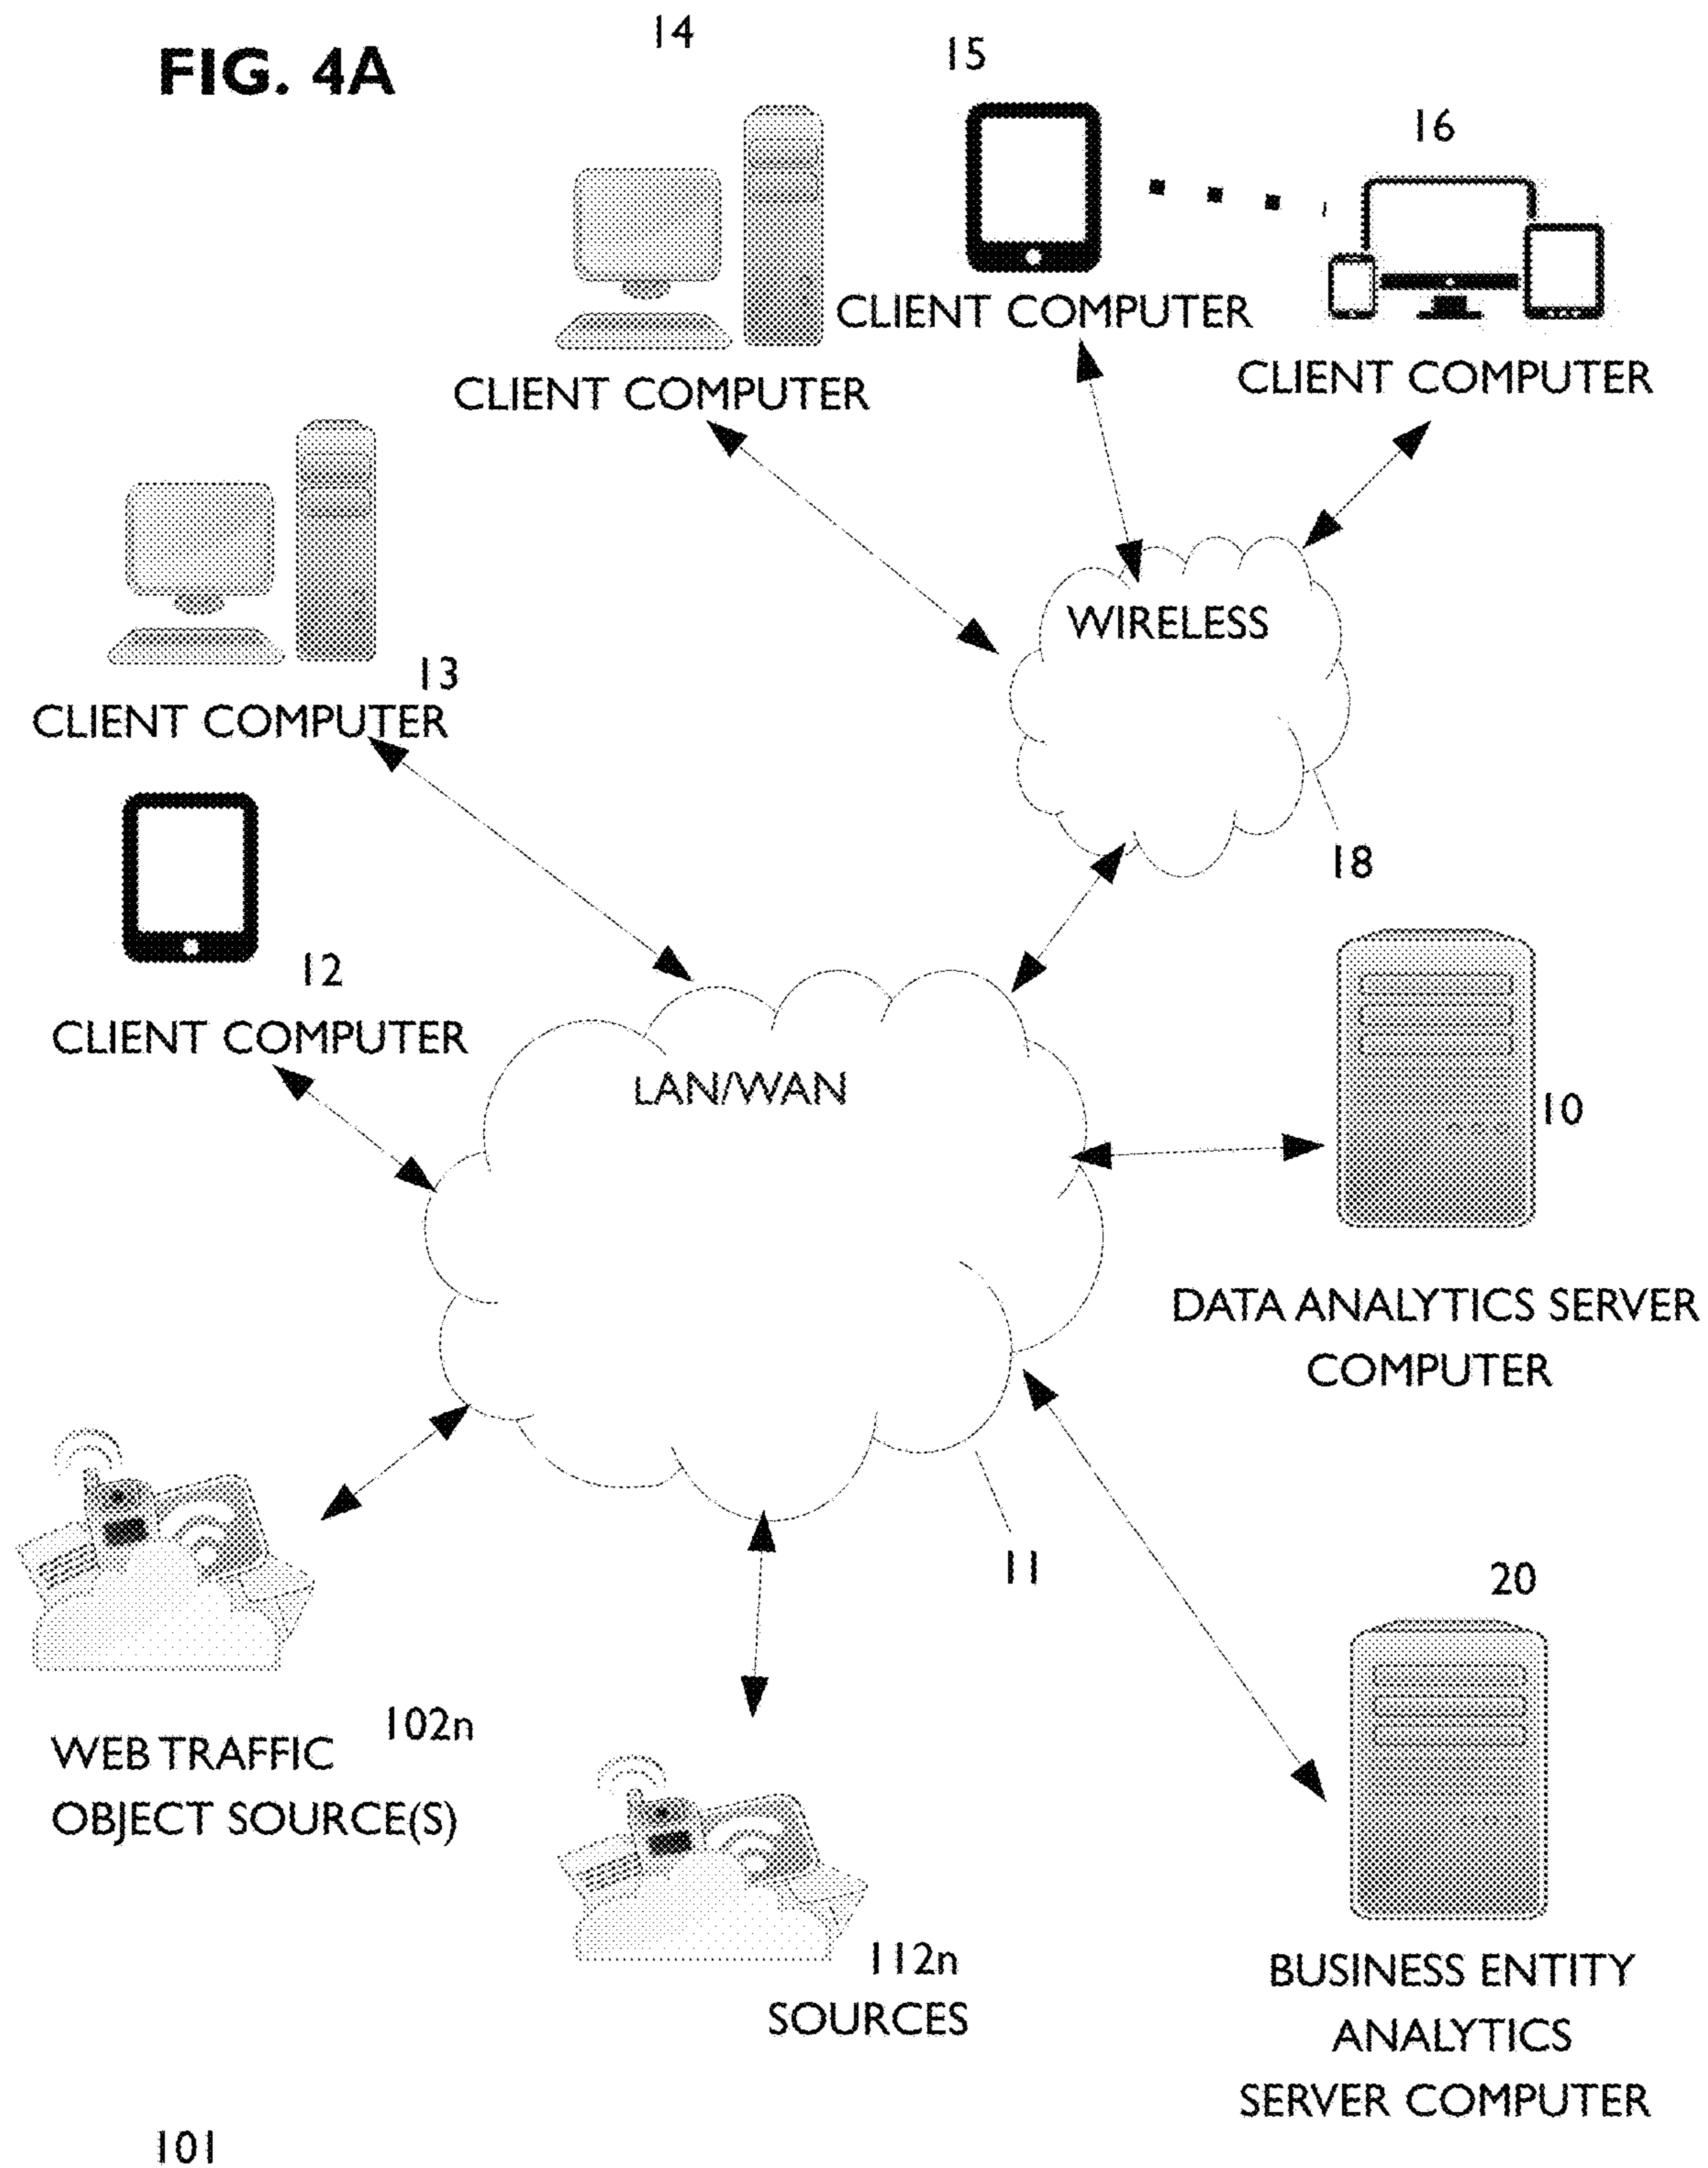 FIG. 4A
14
15
16
CLIENT COMPUTER
CLIENT COMPUTER
CLIENT COMPUTER
WIRELESS
13
CLIENT COMPUTER
18
12
CLIENT COMPUTER
LAN/WAN
10
DATA ANALYTICS SERVER
COMPUTER
11
20
102n
WEB TRAFFIC
OBJECT SOURCE(S)
112n
SOURCES
BUSINESS ENTITY
ANALYTICS
SERVER COMPUTER
101